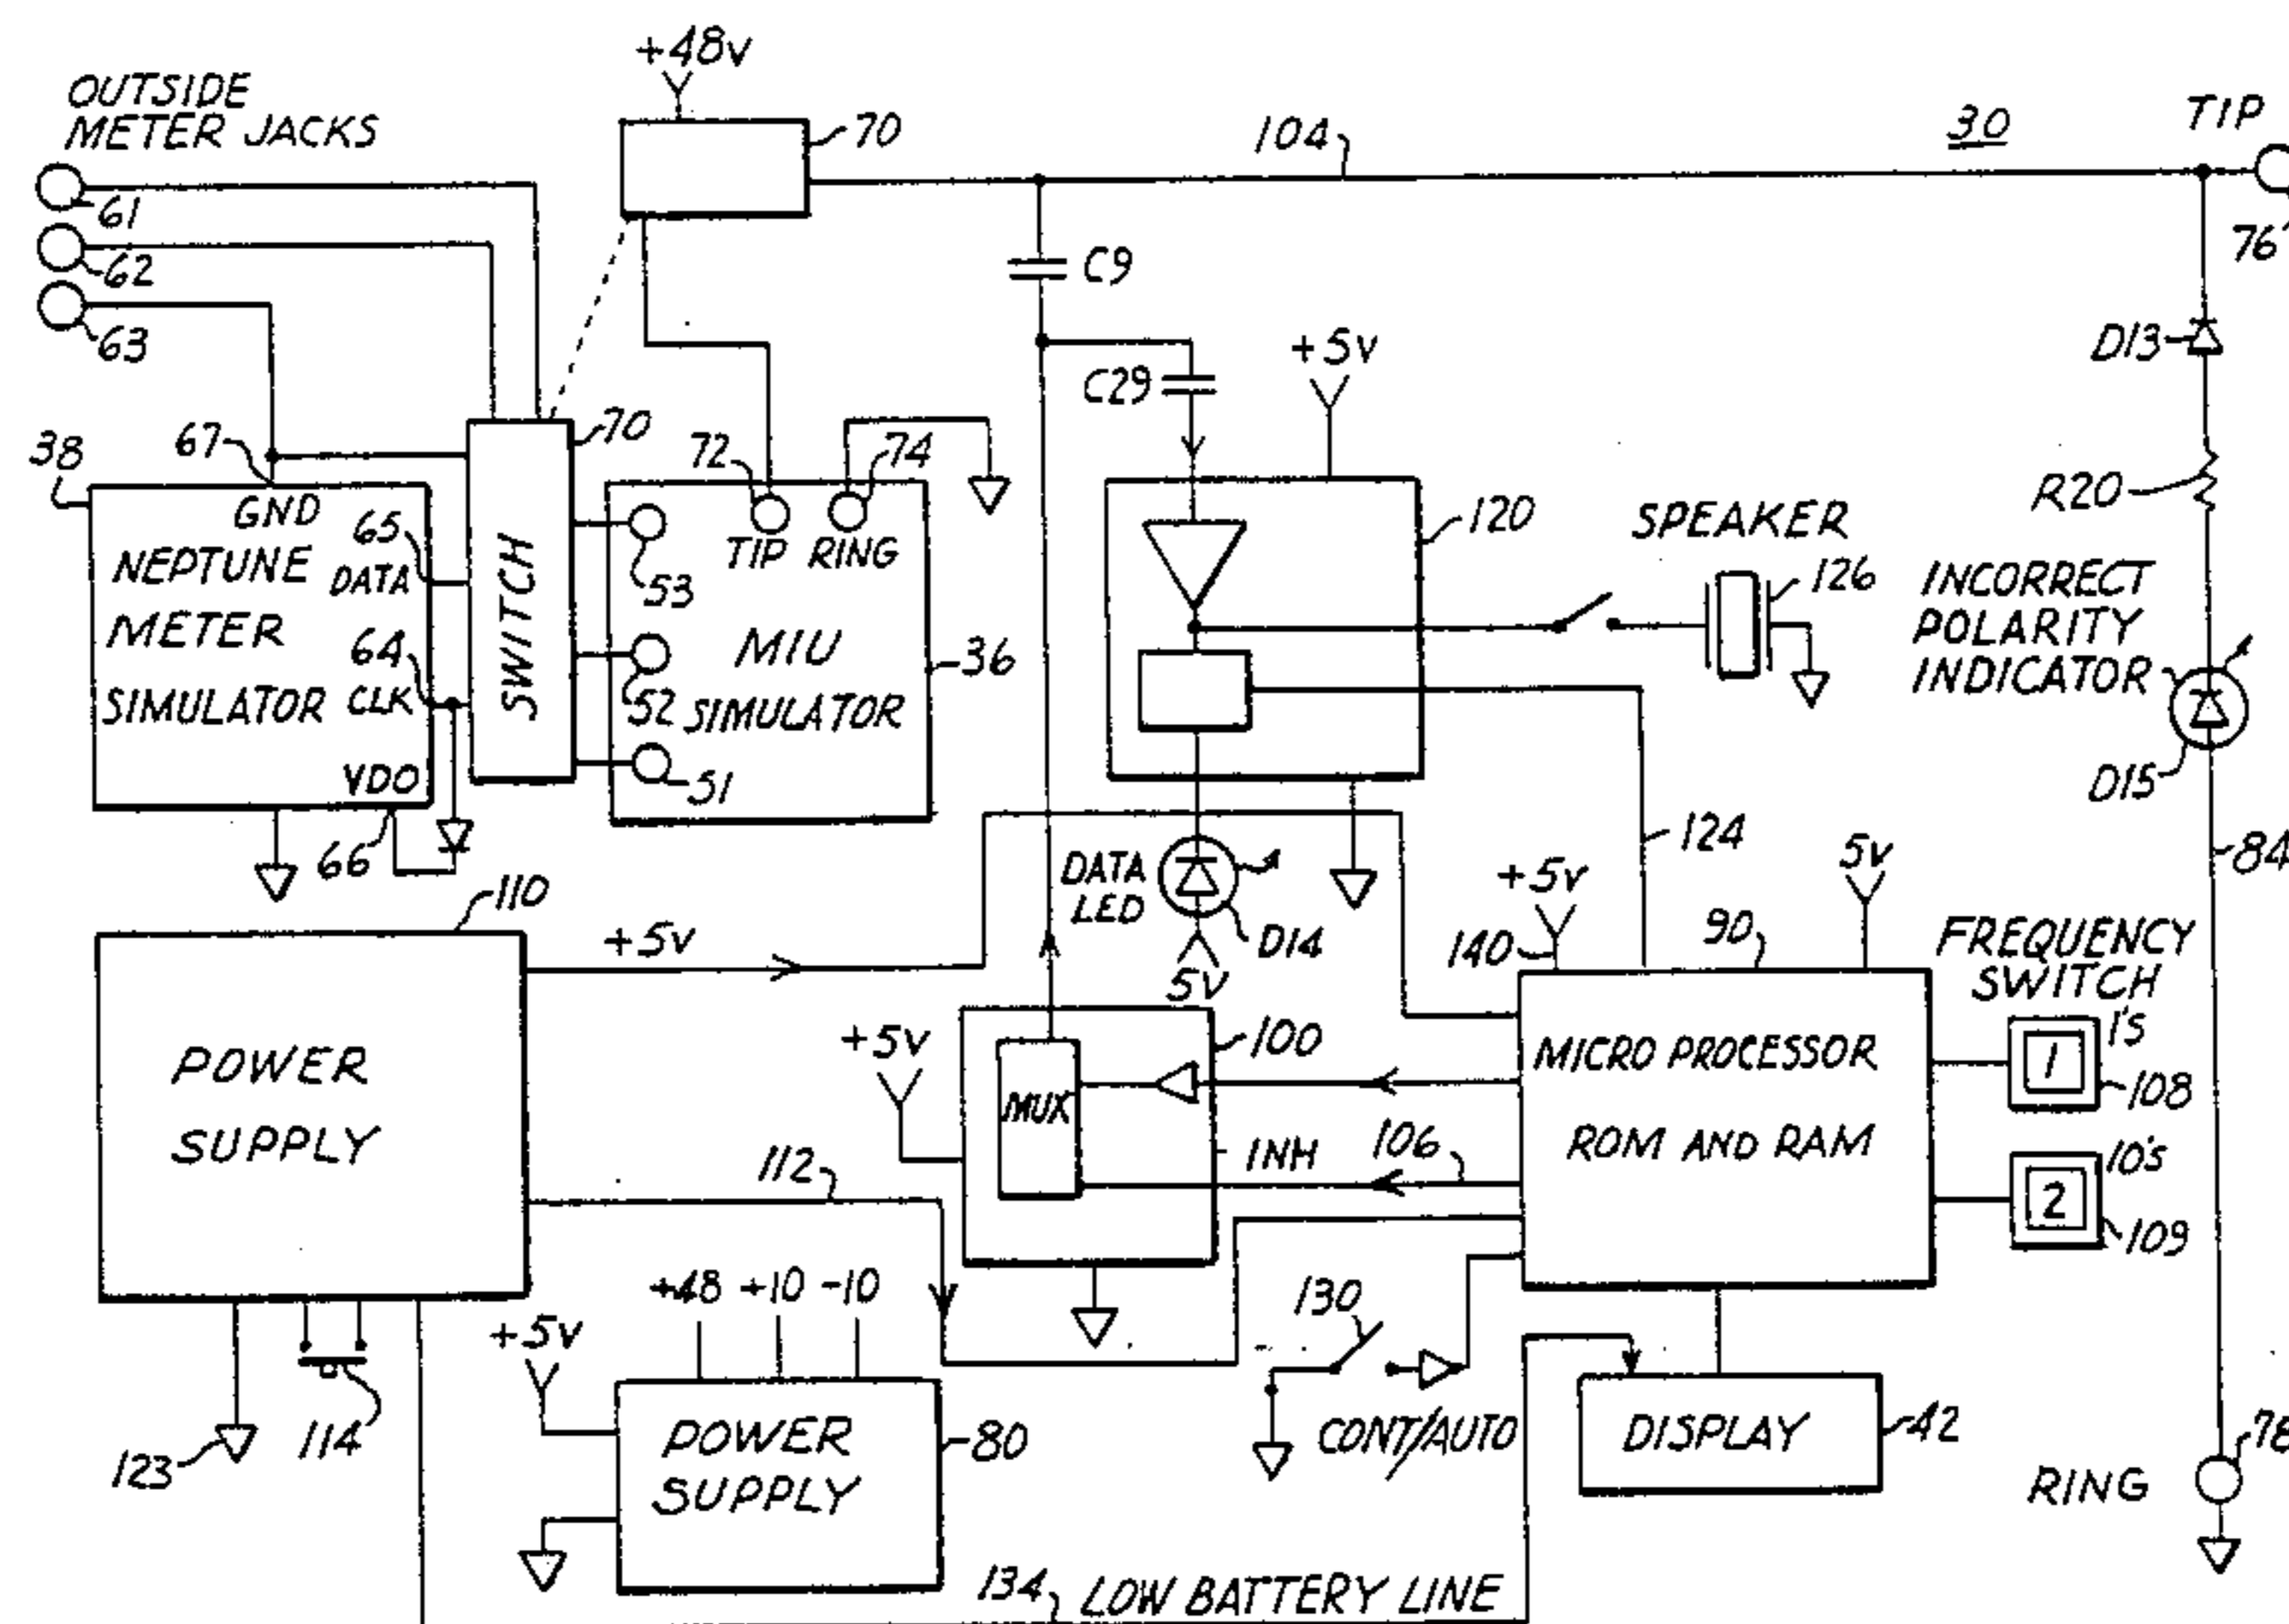 +48V
OUTSIDE
METER JACKS
70
104
30
TIP
61
62
63
76
C9
+5V
C29
D13
38
67
70
72
74
GND
65
120
SPEAKER
R20
NEPTUNE
DATA
SWITCH
53
TIP RING
126
INCORRECT
POLARITY
INDICATOR
METER
64
MIU
36
SIMULATOR
CLK
52
SIMULATOR
D15
VDO
51
66
124
84
DATA
LED
+5V
5V
110
+5V
D14
140
90
FREQUENCY
SWITCH
5V
1'S
1
108
POWER
SUPPLY
+5V
100
MUX
MICRO PROCESSOR
ROM AND RAM
INH
106
10'S
2
109
112
+48 +10 -10
130
+5V
123
114
POWER
SUPPLY
80
CONT/AUTO
DISPLAY
42
78
RING
134
LOW BATTERY LINE